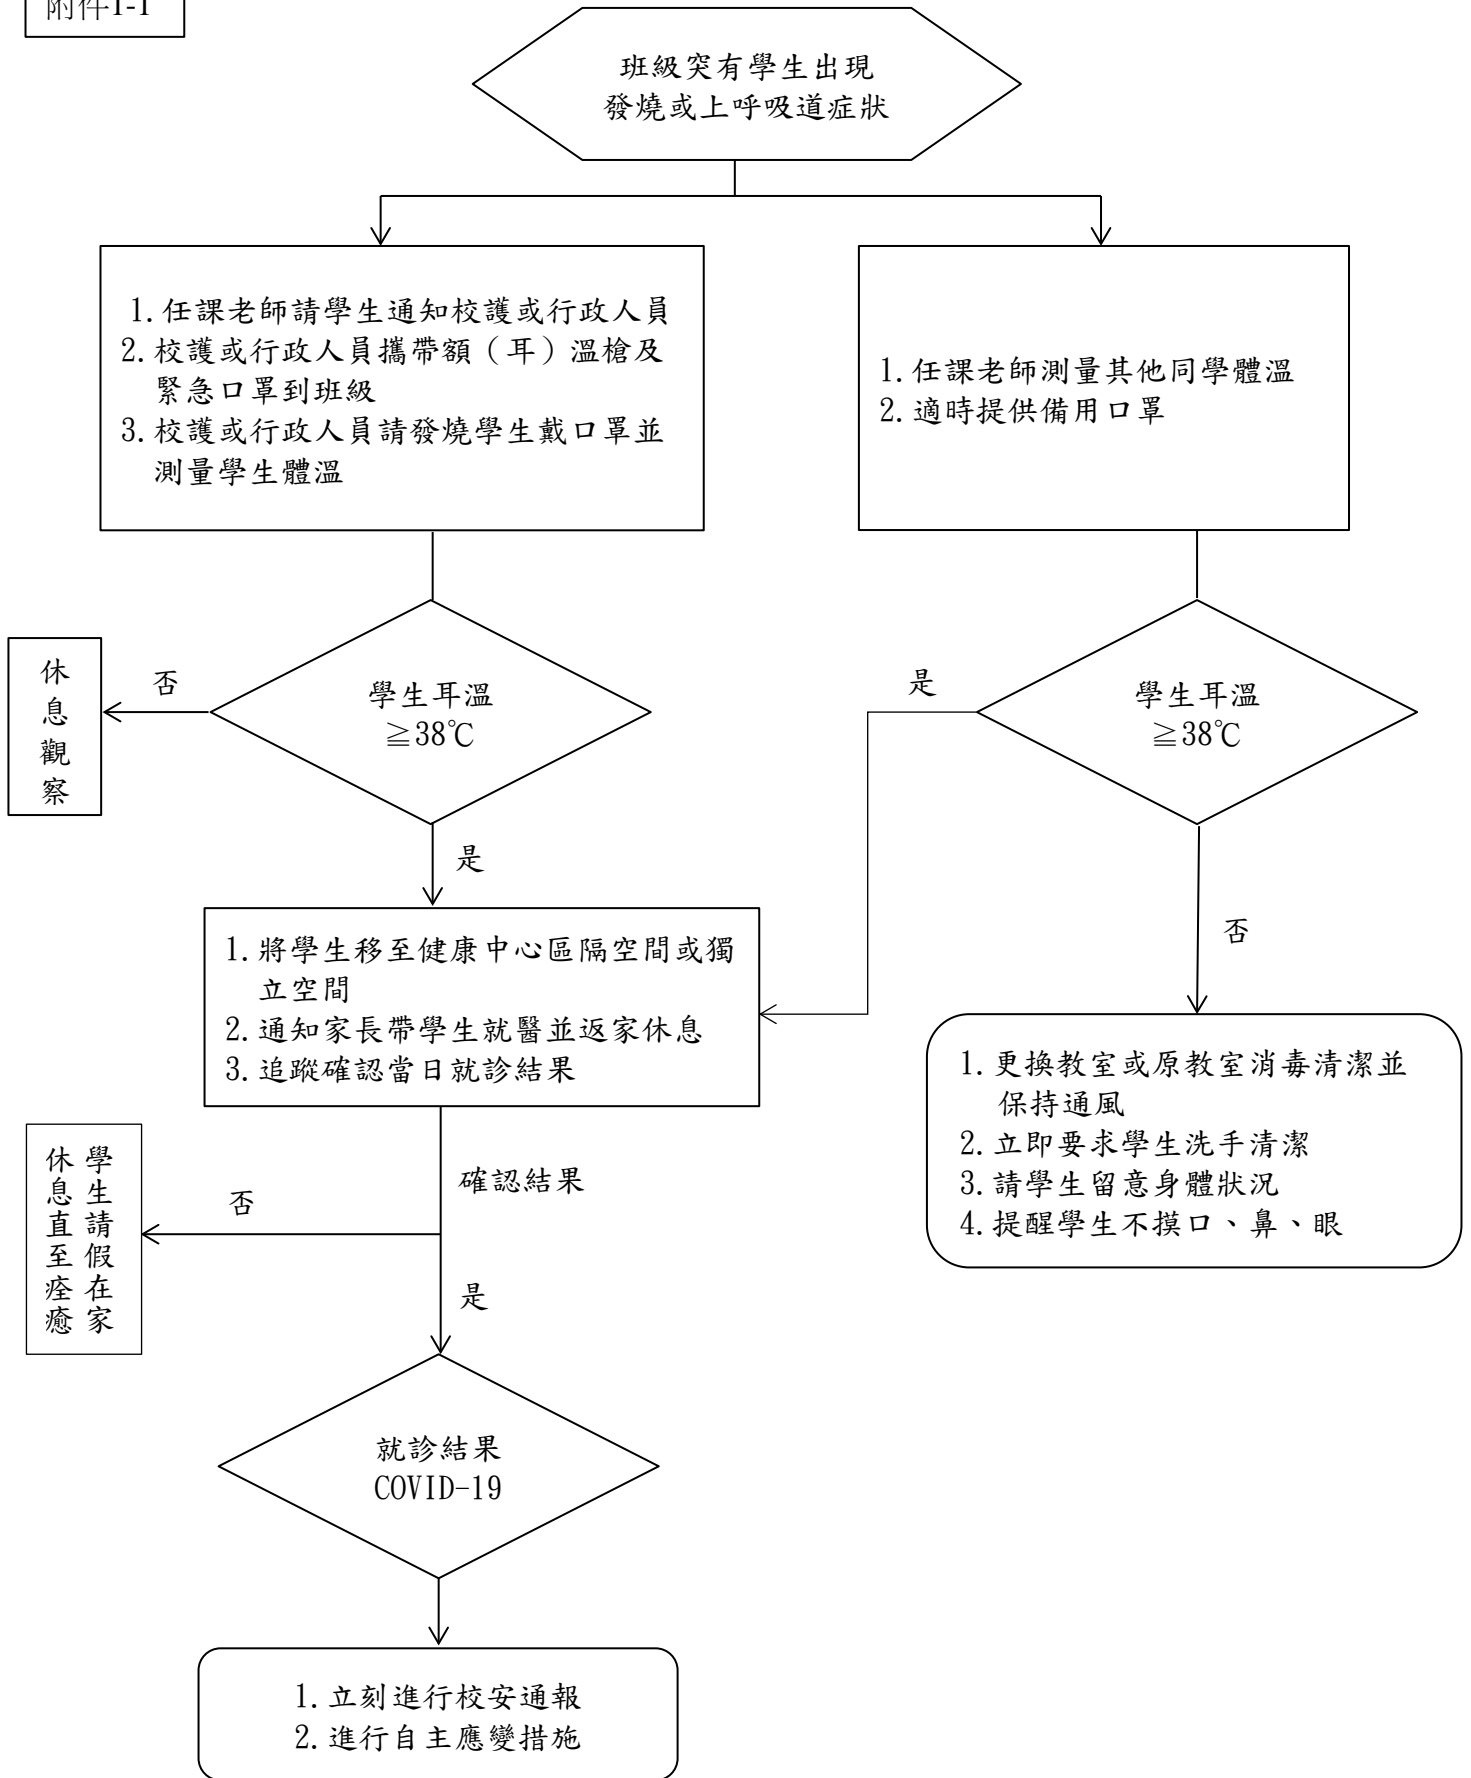 附件1-1
班級突有學生出現
發燒或上呼吸道症狀
1.任課老師請學生通知校護或行政人員
2.校護或行政人員攜帶額（耳）溫槍及
緊急口罩到班級
3.校護或行政人員請發燒學生戴口罩並
測量學生體溫
1.任課老師測量其他同學體溫
2.適時提供備用口罩
休息觀察
否
學生耳溫
≧38℃
是
學生耳溫
≧38℃
是
否
1.將學生移至健康中心區隔空間或獨
立空間
2.通知家長帶學生就醫並返家休息
3.追蹤確認當日就診結果
1.更換教室或原教室消毒清潔並
保持通風
2.立即要求學生洗手清潔
3.請學生留意身體狀況
4.提醒學生不摸口、鼻、眼
學生請假在家
休息直至痊癒
否
確認結果
是
就診結果
COVID-19
1.立刻進行校安通報
2.進行自主應變措施